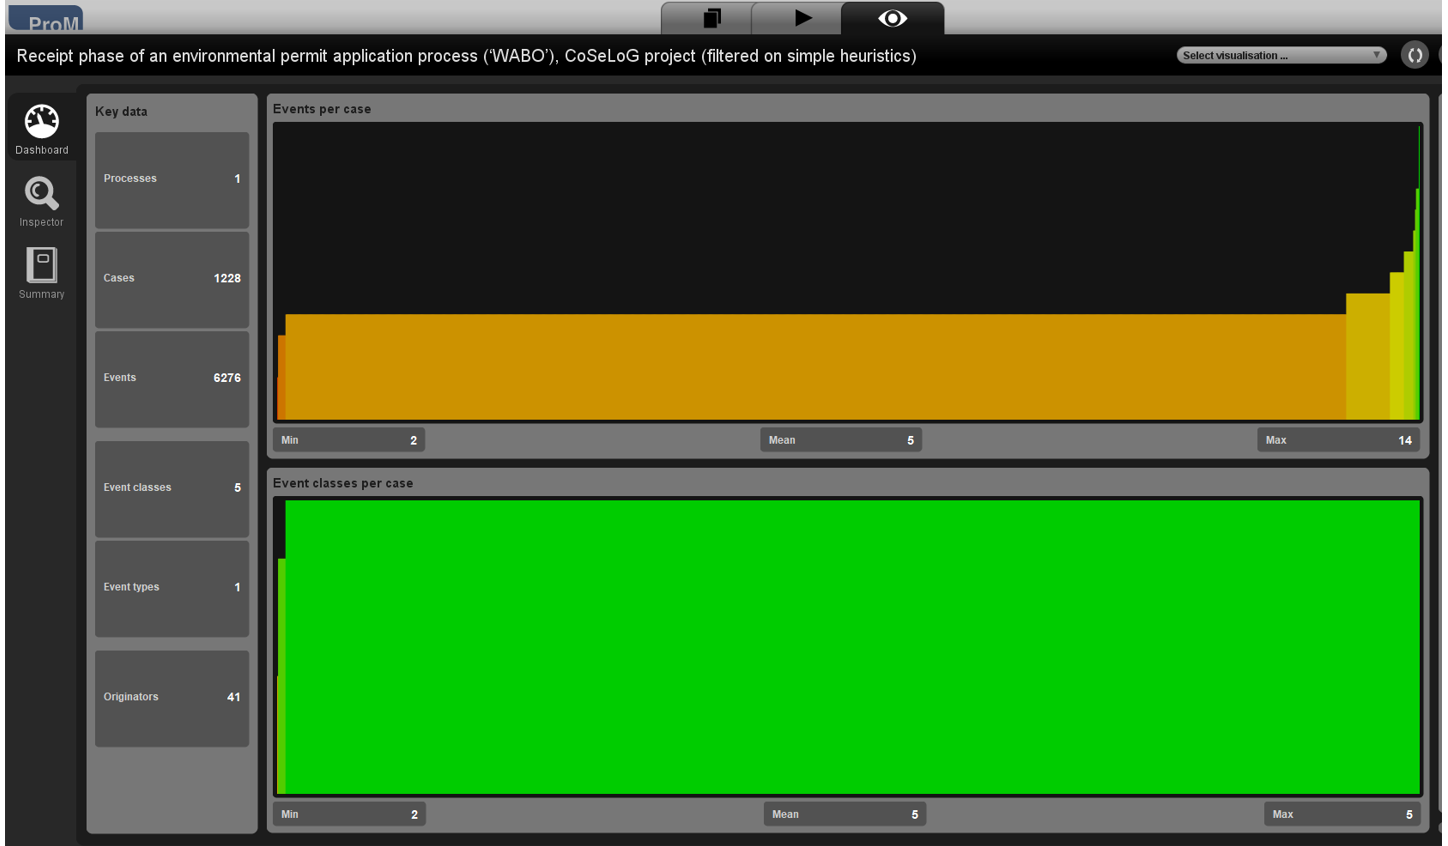 ProM
Receipt phase of an environmental permit application process (‘WABO’), CoSeLoG project (filtered on simple heuristics)
Select visualisation ...
Dashboard
Inspector
Summary
Key data
Processes 1
Cases 1228
Events 6276
Event classes 5
Event types 1
Originators 41
Events per case
Min 2
Mean 5
Max 14
Event classes per case
Min 2
Mean 5
Max 5